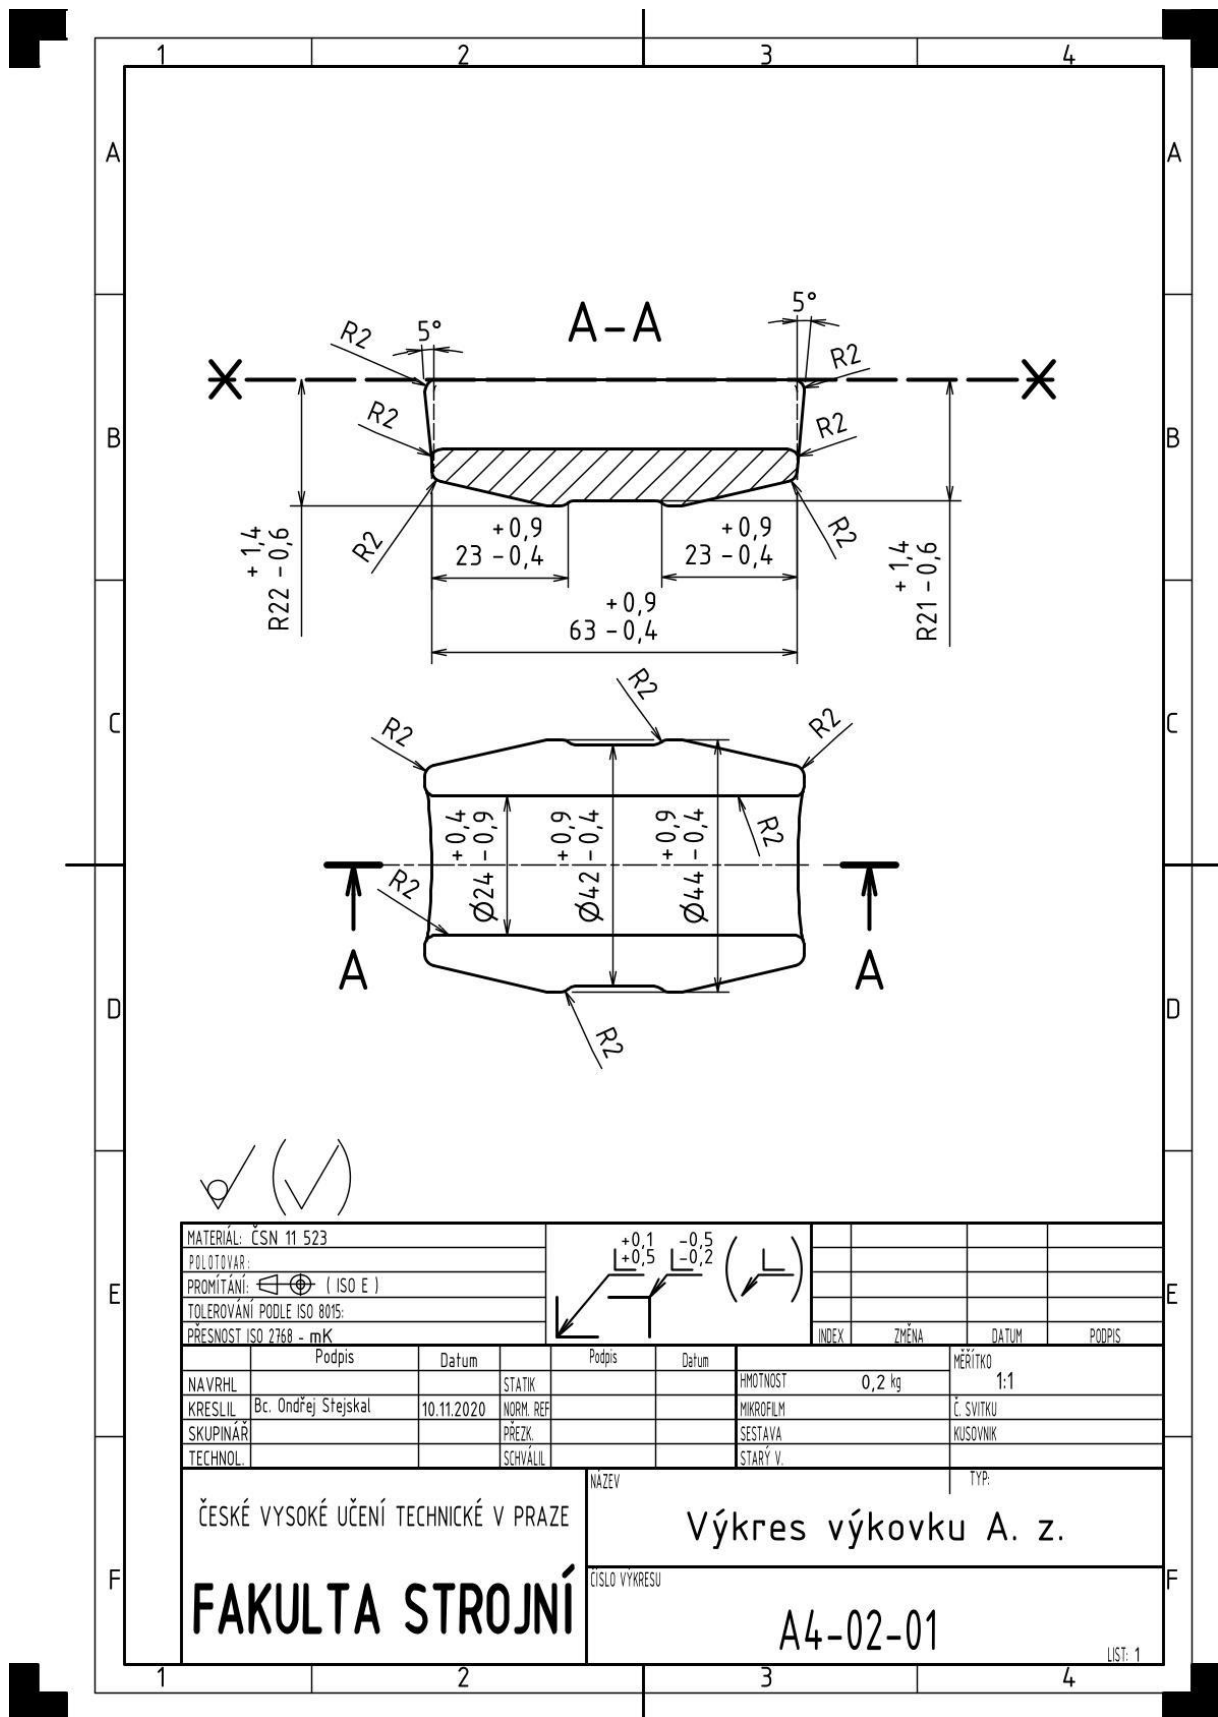 1 2 3 4
A A
A-A
5° 5°
R2 R2
R2 R2
B B
R2 R2
+0,9 +0,9
23 -0,4 23 -0,4
+1,4
R22 -0,6
+1,4
R21 -0,6
+0,9
63 -0,4
R2
C C
R2 R2
+0,4
Ø24 -0,9
+0,9
Ø42 -0,4
+0,9
Ø44 -0,4
R2
R2
A A
D D
R2
MATERIÁL: ČSN 11 523
POLOTOVAR:
PROMÍTÁNÍ: ( ISO E )
TOLEROVÁNÍ PODLE ISO 8015:
PŘESNOST ISO 2768 - mK
+0,1 -0,5
+0,5 -0,2
INDEX ZMĚNA DATUM PODPIS
E E
Podpis Datum Podpis Datum MĚŘÍTKO
NAVRHL STATIK HMOTNOST 0,2 kg 1:1
KRESLIL Bc. Ondřej Stejskal 10.11.2020 NORM. REF MIKROFILM Č. SVITKU
SKUPINÁŘ PŘEZK. SESTAVA KUSOVNIK
TECHNOL. SCHVÁLIL STARÝ V.
NÁZEV TYP:
ČESKÉ VYSOKÉ UČENÍ TECHNICKÉ V PRAZE
Výkres výkovku A. z.
F F
FAKULTA STROJNÍ
ČÍSLO VÝKRESU
A4-02-01
LIST: 1
1 2 3 4